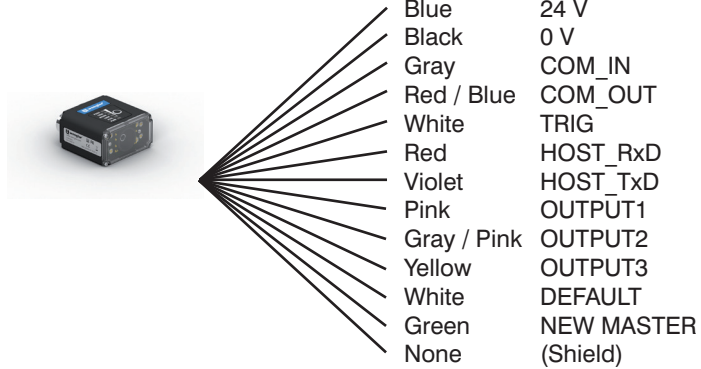 Blue 24 V
Black 0 V
Gray COM_IN
Red / Blue COM_OUT
White TRIG
Red HOST_RxD
Violet HOST_TxD
Pink OUTPUT1
Gray / Pink OUTPUT2
Yellow OUTPUT3
White DEFAULT
Green NEW MASTER
None (Shield)